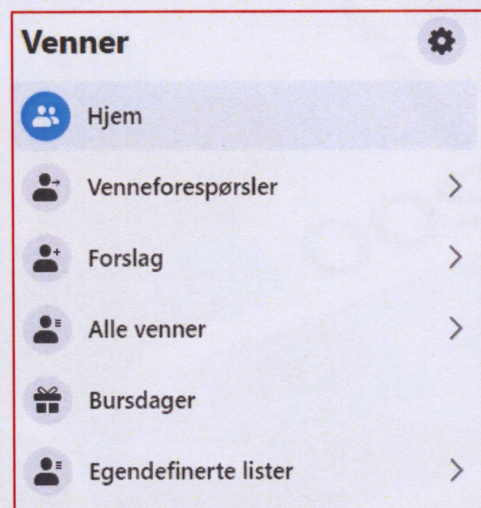 Venner
Hjem
Venneforespørsler
Forslag
Alle venner
Bursdager
Egendefinerte lister